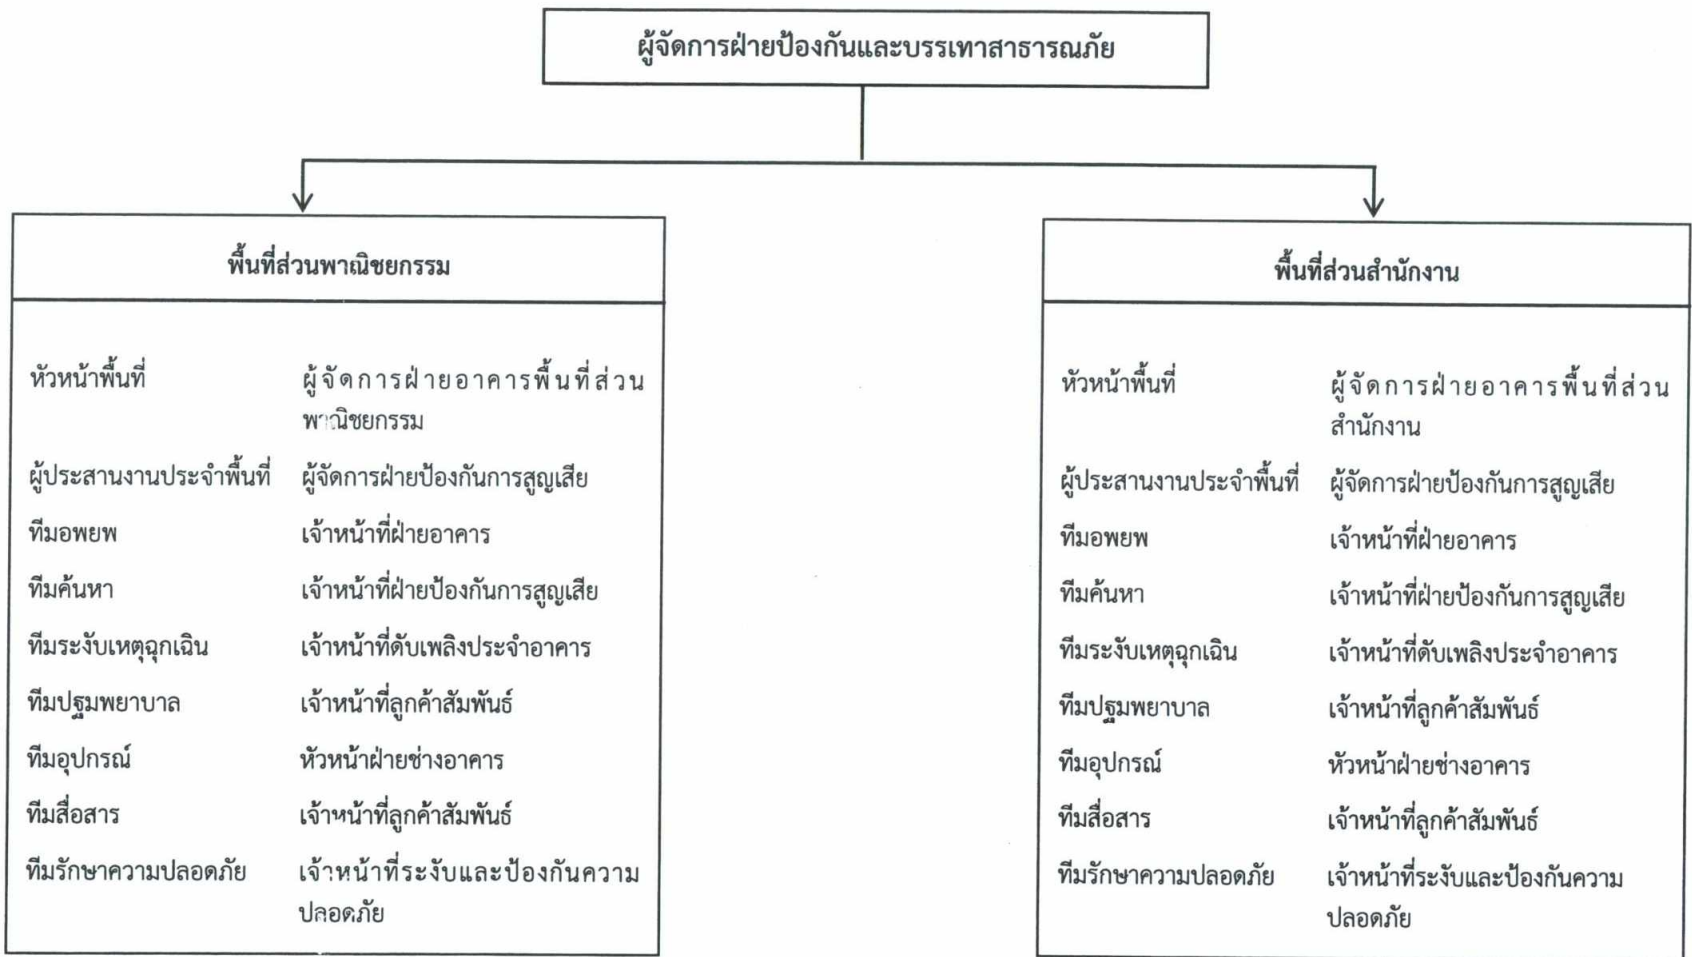 ผู้จัดการฝ่ายป้องกันและบรรเทาสาธารณภัย
พื้นที่ส่วนพาณิชยกรรม
หัวหน้าพื้นที่ ผู้จัดการฝ่ายอาคารพื้นที่ส่วน
พาณิชยกรรม
ผู้ประสานงานประจำพื้นที่ ผู้จัดการฝ่ายป้องกันการสูญเสีย
ทีมอพยพ เจ้าหน้าที่ฝ่ายอาคาร
ทีมค้นหา เจ้าหน้าที่ฝ่ายป้องกันการสูญเสีย
ทีมระงับเหตุฉุกเฉิน เจ้าหน้าที่ดับเพลิงประจำอาคาร
ทีมปฐมพยาบาล เจ้าหน้าที่ลูกค้าสัมพันธ์
ทีมอุปกรณ์ หัวหน้าฝ่ายช่างอาคาร
ทีมสื่อสาร เจ้าหน้าที่ลูกค้าสัมพันธ์
ทีมรักษาความปลอดภัย เจ้าหน้าที่ระงับและป้องกันความ
ปลอดภัย
พื้นที่ส่วนสำนักงาน
หัวหน้าพื้นที่ ผู้จัดการฝ่ายอาคารพื้นที่ส่วน
สำนักงาน
ผู้ประสานงานประจำพื้นที่ ผู้จัดการฝ่ายป้องกันการสูญเสีย
ทีมอพยพ เจ้าหน้าที่ฝ่ายอาคาร
ทีมค้นหา เจ้าหน้าที่ฝ่ายป้องกันการสูญเสีย
ทีมระงับเหตุฉุกเฉิน เจ้าหน้าที่ดับเพลิงประจำอาคาร
ทีมปฐมพยาบาล เจ้าหน้าที่ลูกค้าสัมพันธ์
ทีมอุปกรณ์ หัวหน้าฝ่ายช่างอาคาร
ทีมสื่อสาร เจ้าหน้าที่ลูกค้าสัมพันธ์
ทีมรักษาความปลอดภัย เจ้าหน้าที่ระงับและป้องกันความ
ปลอดภัย